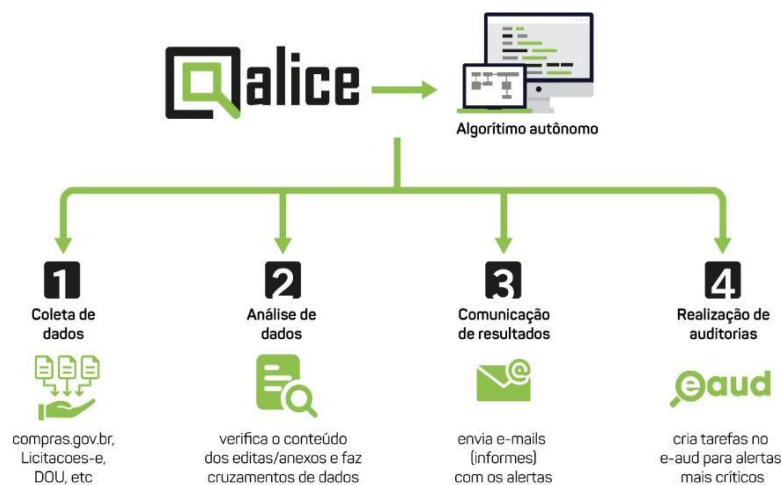 alice
Algorítimo autônomo
1
Coleta de
dados
compras.gov.br,
Licitacoes-e,
DOU, etc
2
Análise de
dados
verifica o conteúdo
dos editas/anexos e faz
cruzamentos de dados
3
Comunicação
de resultados
@
envia e-mails
(informes)
com os alertas
4
Realização de
auditorias
eaud
cria tarefas no
e-aud para alertas
mais críticos